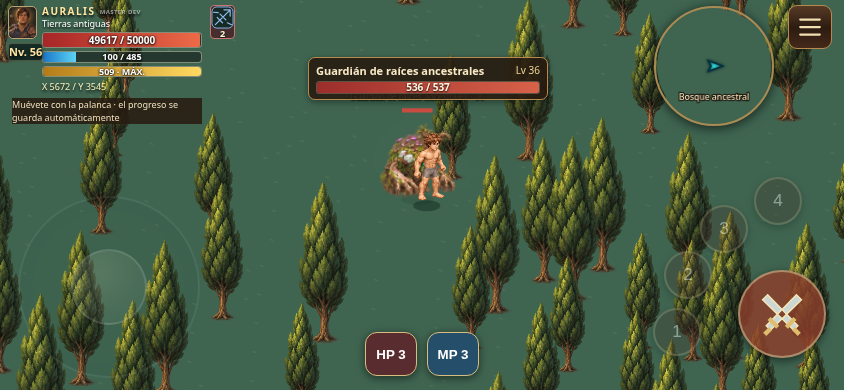 AURALIS MASTER DEV
Tierras antiguas
Nv. 56
49617 / 50000
100 / 485
509 · MAX.
X 5672 / Y 3545
Muévete con la palanca · el progreso se
guarda automáticamente
2
Guardián de raíces ancestrales Lv 36
536 / 537
Bosque ancestral
4
3
2
1
HP 3 MP 3